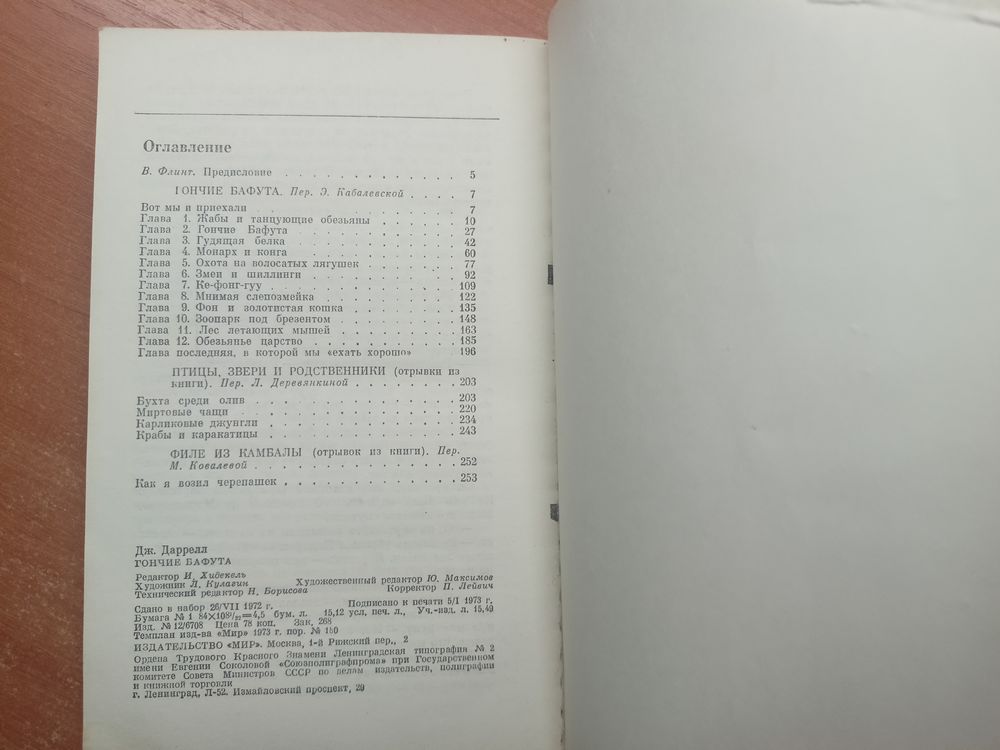 Оглавление
В. Флинт. Предисловие . . . . . . . . . . . . . 5
ГОНЧИЕ БАФУТА. Пер. Э. Кабалевской . . . . 7
Вот мы и приехали . . . . . . . . . . . . . . 7
Глава 1. Жабы и танцующие обезьяны . . . . . . 10
Глава 2. Гончие Бафута . . . . . . . . . . . 27
Глава 3. Гудящая белка . . . . . . . . . . . 42
Глава 4. Монарх и конга . . . . . . . . . . . 60
Глава 5. Охота на волосатых лягушек . . . . . . 77
Глава 6. Змеи и шиллинги . . . . . . . . . . 92
Глава 7. Ке-фонг-гуу . . . . . . . . . . . . 109
Глава 8. Мнимая слепозмейка . . . . . . . . . 122
Глава 9. Фон и золотистая кошка . . . . . . . 135
Глава 10. Зоопарк под брезентом . . . . . . . . 148
Глава 11. Лес летающих мышей . . . . . . . . 163
Глава 12. Обезьянье царство . . . . . . . . . 185
Глава последняя, в которой мы «ехать хорошо» . . . 196
ПТИЦЫ, ЗВЕРИ И РОДСТВЕННИКИ (отрывки из
книги). Пер. Л. Деревянкиной . . . . . . . . 203
Бухта среди олив . . . . . . . . . . . . . . 203
Миртовые чащи . . . . . . . . . . . . . . . 220
Карликовые джунгли . . . . . . . . . . . . . 234
Крабы и каракатицы . . . . . . . . . . . . . 243
ФИЛЕ ИЗ КАМБАЛЫ (отрывок из книги). Пер.
М. Ковалевой . . . . . . . . . . . . . . . 252
Как я возил черепашек . . . . . . . . . . . . 253
Дж. Даррелл
ГОНЧИЕ БАФУТА
Редактор И. Хидекель
Художник Л. Кулагин Художественный редактор Ю. Максимов
Технический редактор Н. Борисова Корректор П. Лейвич
Сдано в набор 26/VII 1972 г. Подписано к печати 5/I 1973 г.
Бумага № 1 84×108¹/₃₂=4,5 бум. л. 15,12 усл. печ. л., Уч.-изд. л. 15,49
Изд. № 12/6708 Цена 78 коп. Зак. 268
Темплан изд-ва «Мир» 1973 г. пор. № 150
ИЗДАТЕЛЬСТВО «МИР». Москва, 1-й Рижский пер., 2
Ордена Трудового Красного Знамени Ленинградская типография № 2
имени Евгении Соколовой «Союзполиграфпрома» при Государственном
комитете Совета Министров СССР по делам издательств, полиграфии
и книжной торговли
г. Ленинград, Л-52. Измайловский проспект, 29